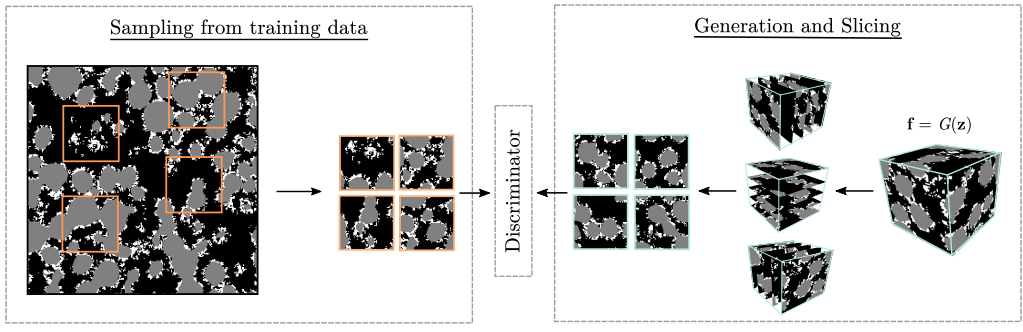 Sampling from training data
Discriminator
Generation and Slicing
f = G(z)